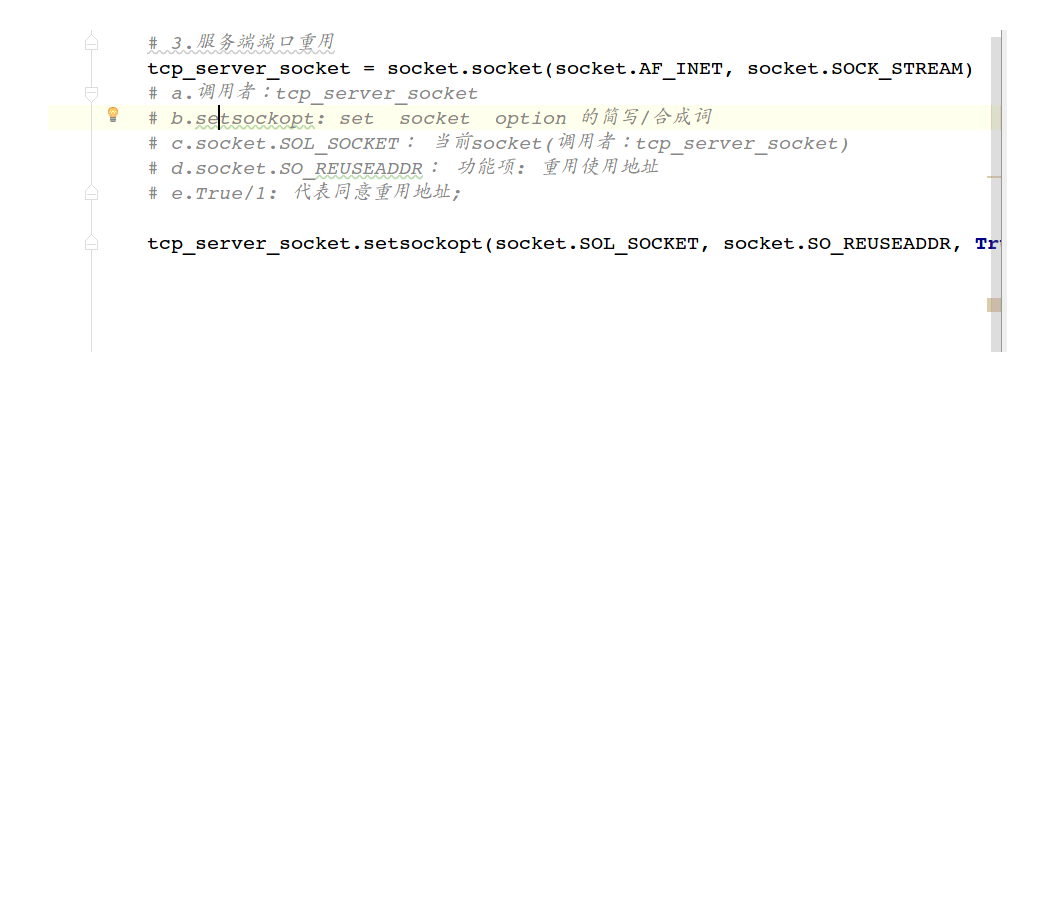 # 3.服务端端口重用
tcp_server_socket = socket.socket(socket.AF_INET, socket.SOCK_STREAM)
# a.调用者：tcp_server_socket
# b.setsockopt: set  socket  option 的简写/合成词
# c.socket.SOL_SOCKET： 当前socket(调用者：tcp_server_socket)
# d.socket.SO_REUSEADDR： 功能项: 重用使用地址
# e.True/1: 代表同意重用地址;
tcp_server_socket.setsockopt(socket.SOL_SOCKET, socket.SO_REUSEADDR,